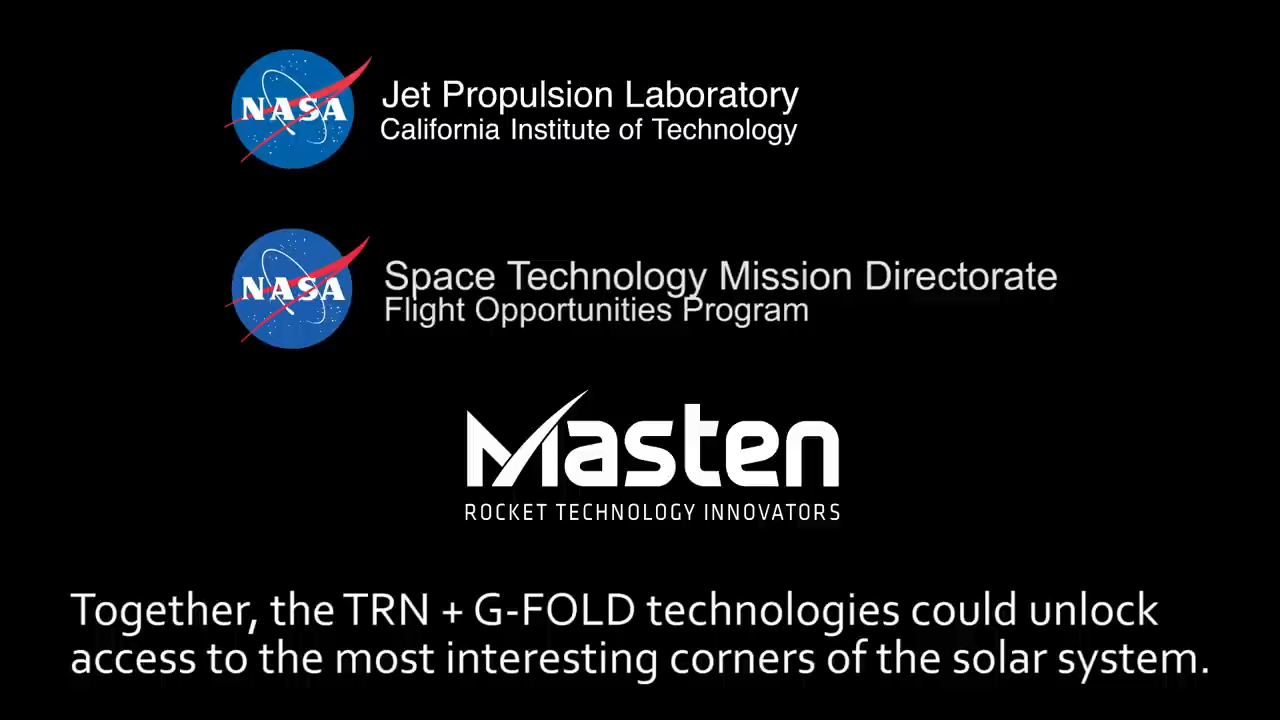 NASA
Jet Propulsion Laboratory
California Institute of Technology
NASA
Space Technology Mission Directorate
Flight Opportunities Program
Masten
ROCKET TECHNOLOGY INNOVATORS
Together, the TRN + G-FOLD technologies could unlock
access to the most interesting corners of the solar system.